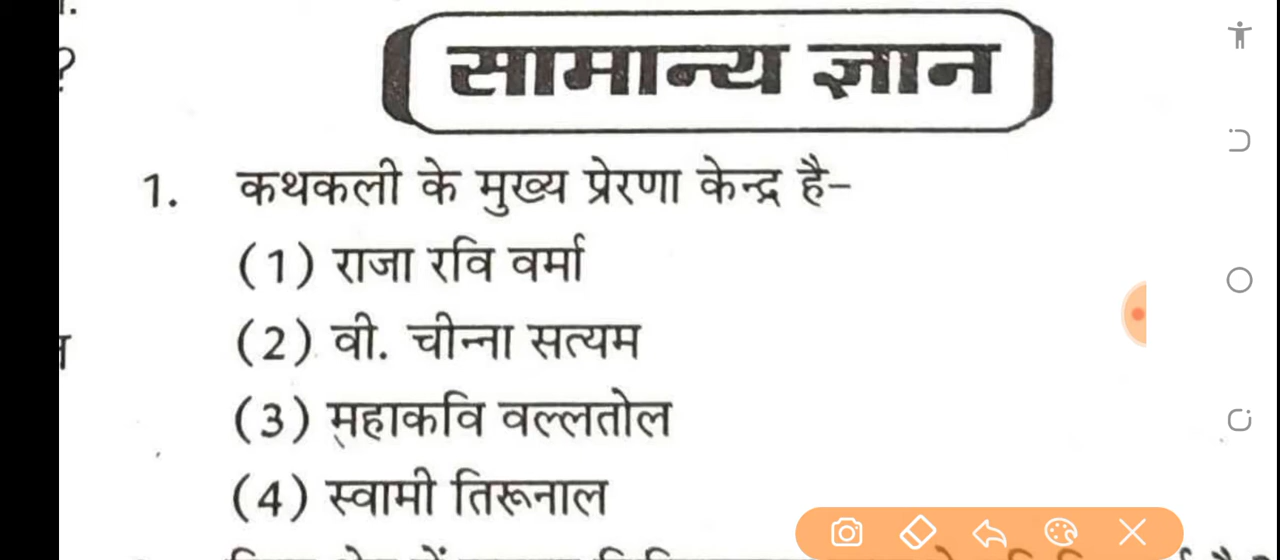 ?
सामान्य ज्ञान
1. कथकली के मुख्य प्रेरणा केन्द्र है-
(1) राजा रवि वर्मा
(2) वी. चीन्ना सत्यम
(3) महाकवि वल्लतोल
(4) स्वामी तिरूनाल